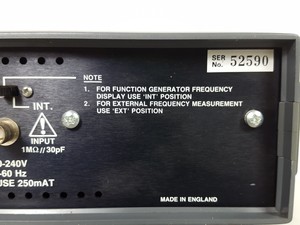 SER No. 52590
NOTE
1. FOR FUNCTION GENERATOR FREQUENCY
DISPLAY USE 'INT' POSITION
2. FOR EXTERNAL FREQUENCY MEASUREMENT
USE 'EXT' POSITION
INT.
INPUT
1MΩ//30pF
0-240V
-60 Hz
USE 250mAT
MADE IN ENGLAND